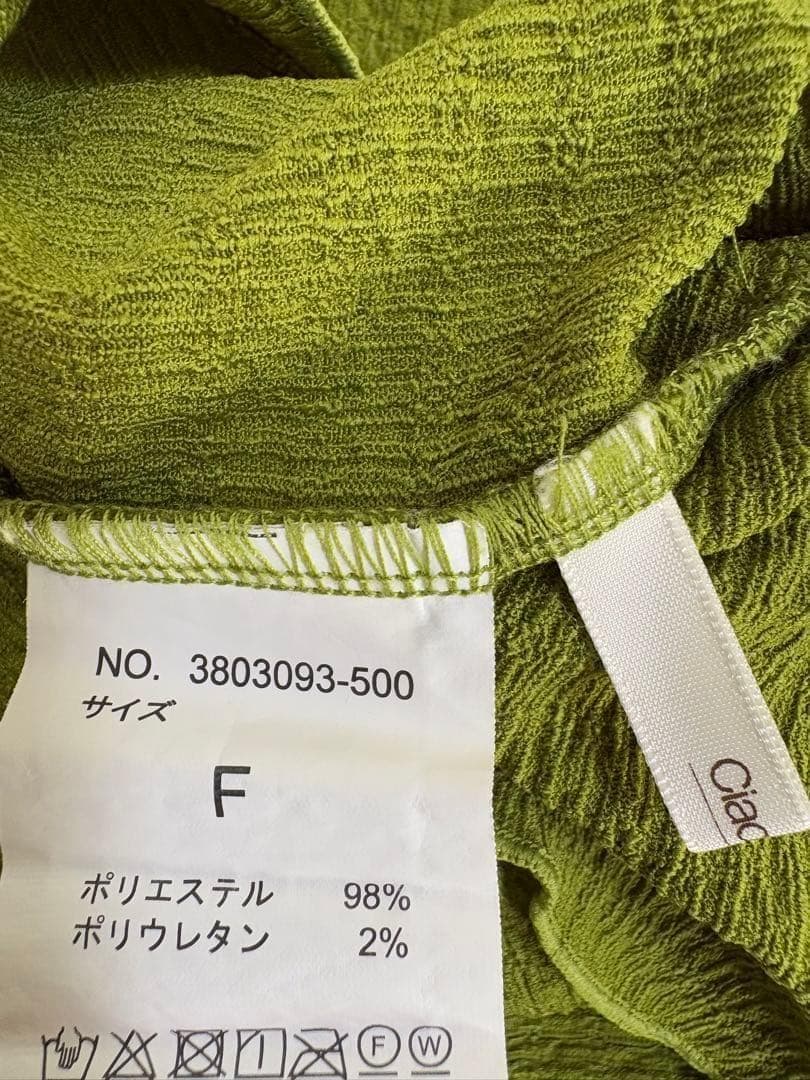 NO. 3803093-500
サイズ
F
ポリエステル 98%
ポリウレタン 2%
F W
Ciao